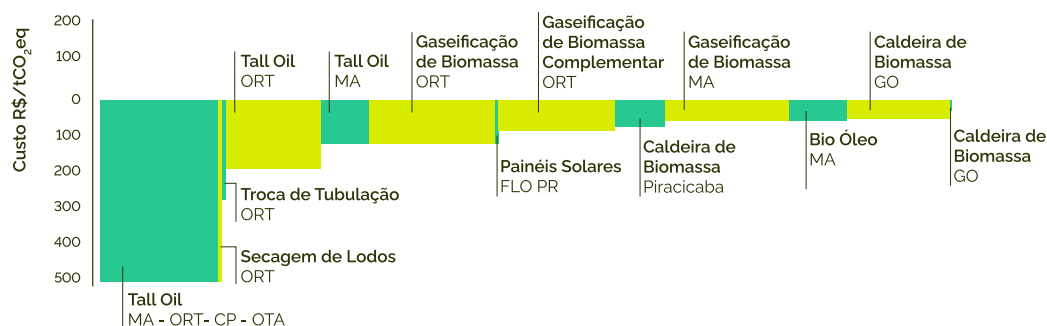 Custo R$/tCO₂eq
200
100
0
100
200
300
400
500
Tall Oil
MA - ORT- CP - OTA
Secagem de Lodos
ORT
Troca de Tubulação
ORT
Tall Oil
ORT
Tall Oil
MA
Gaseificação
de Biomassa
ORT
Painéis Solares
FLO PR
Gaseificação
de Biomassa
Complementar
ORT
Caldeira de
Biomassa
Piracicaba
Gaseificação
de Biomassa
MA
Bio Óleo
MA
Caldeira de
Biomassa
GO
Caldeira de
Biomassa
GO